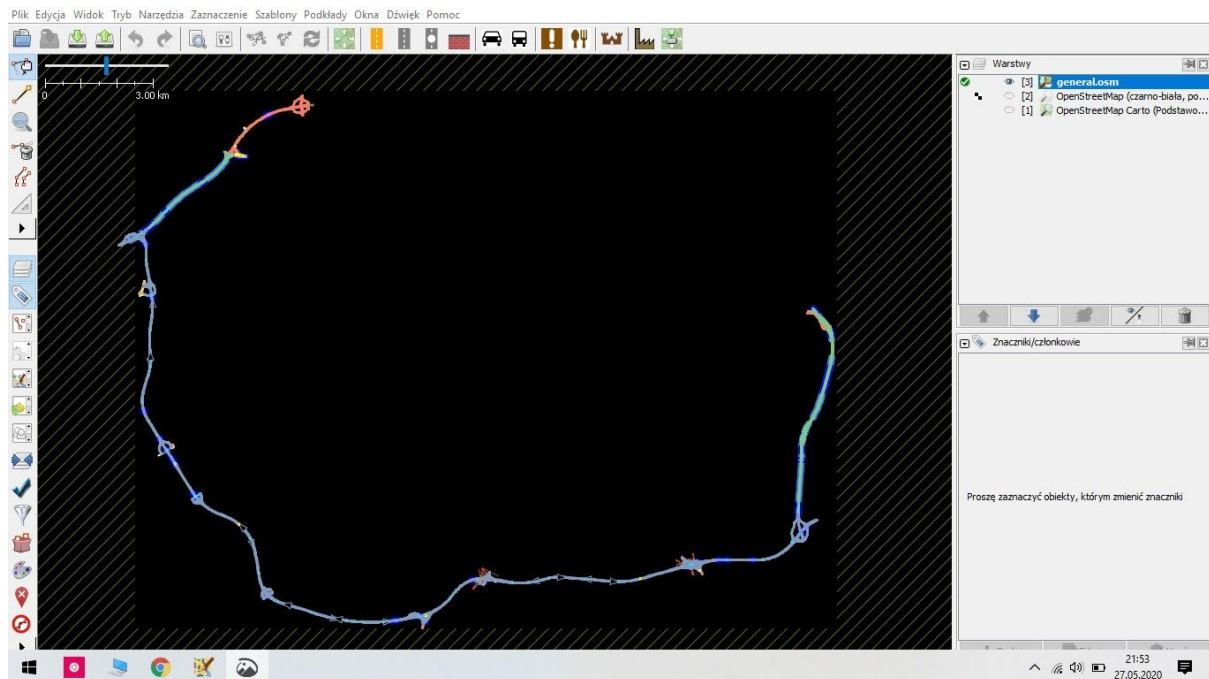 Plik Edycja Widok Tryb Narzędzia Zaznaczenie Szablony Podkłady Okna Dźwięk Pomoc
0 3.00 km
Warstwy
[3] general.osm
[2] OpenStreetMap (czarno-biała, po...
[1] OpenStreetMap Carto (Podstawo...
Znaczniki/członkowie
Proszę zaznaczyć obiekty, którym zmienić znaczniki
21:53
27.05.2020